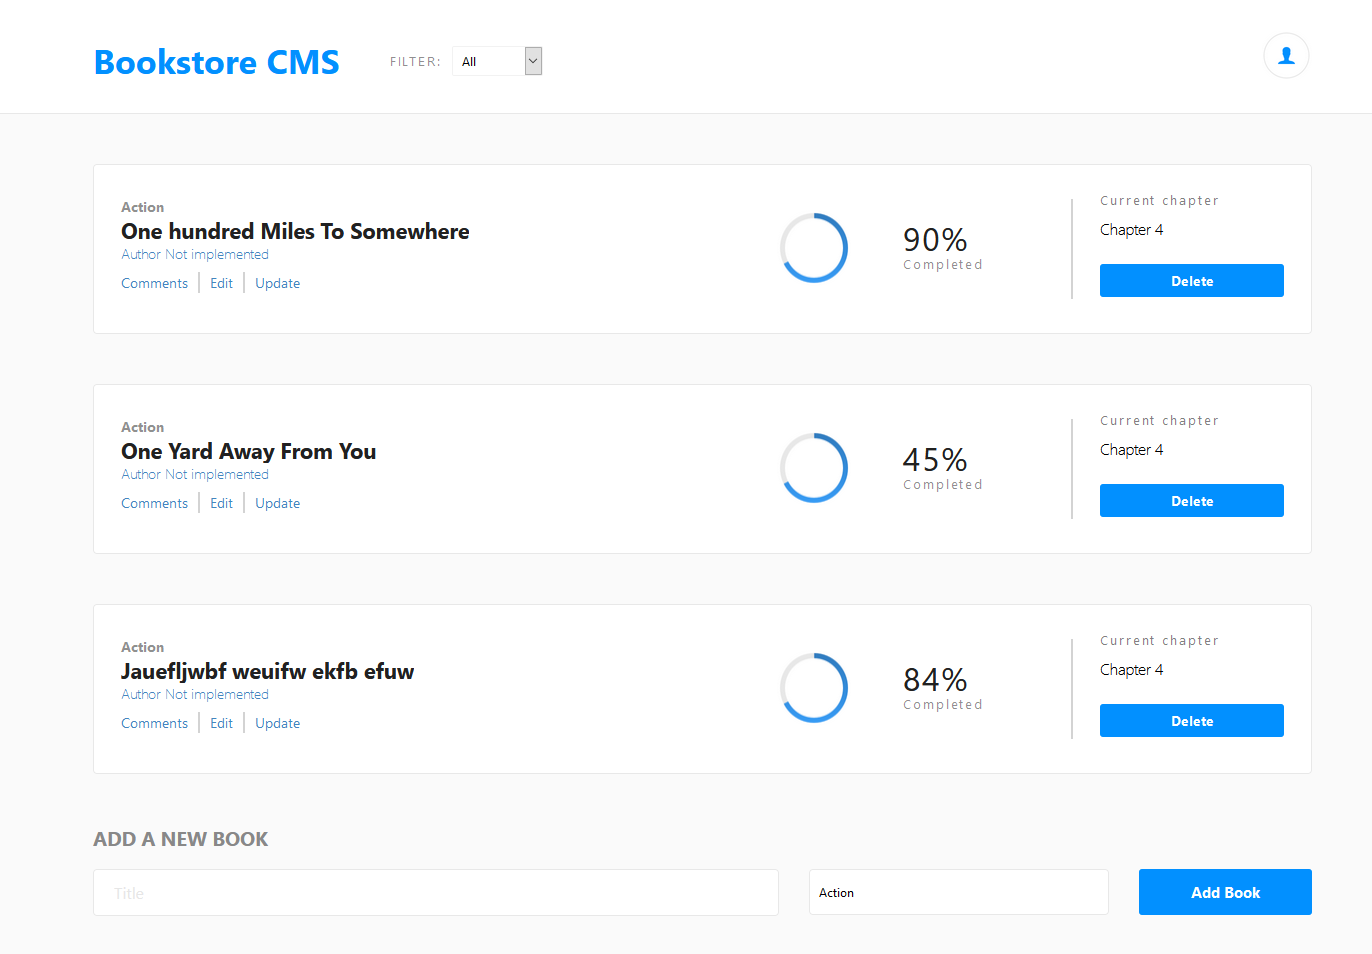 Bookstore CMS
FILTER: All
Action
One hundred Miles To Somewhere
Author Not implemented
Comments Edit Update
90%
Completed
Current chapter
Chapter 4
Delete
Action
One Yard Away From You
Author Not implemented
Comments Edit Update
45%
Completed
Current chapter
Chapter 4
Delete
Action
Jauefljwbf weuifw ekfb efuw
Author Not implemented
Comments Edit Update
84%
Completed
Current chapter
Chapter 4
Delete
ADD A NEW BOOK
Title
Action
Add Book